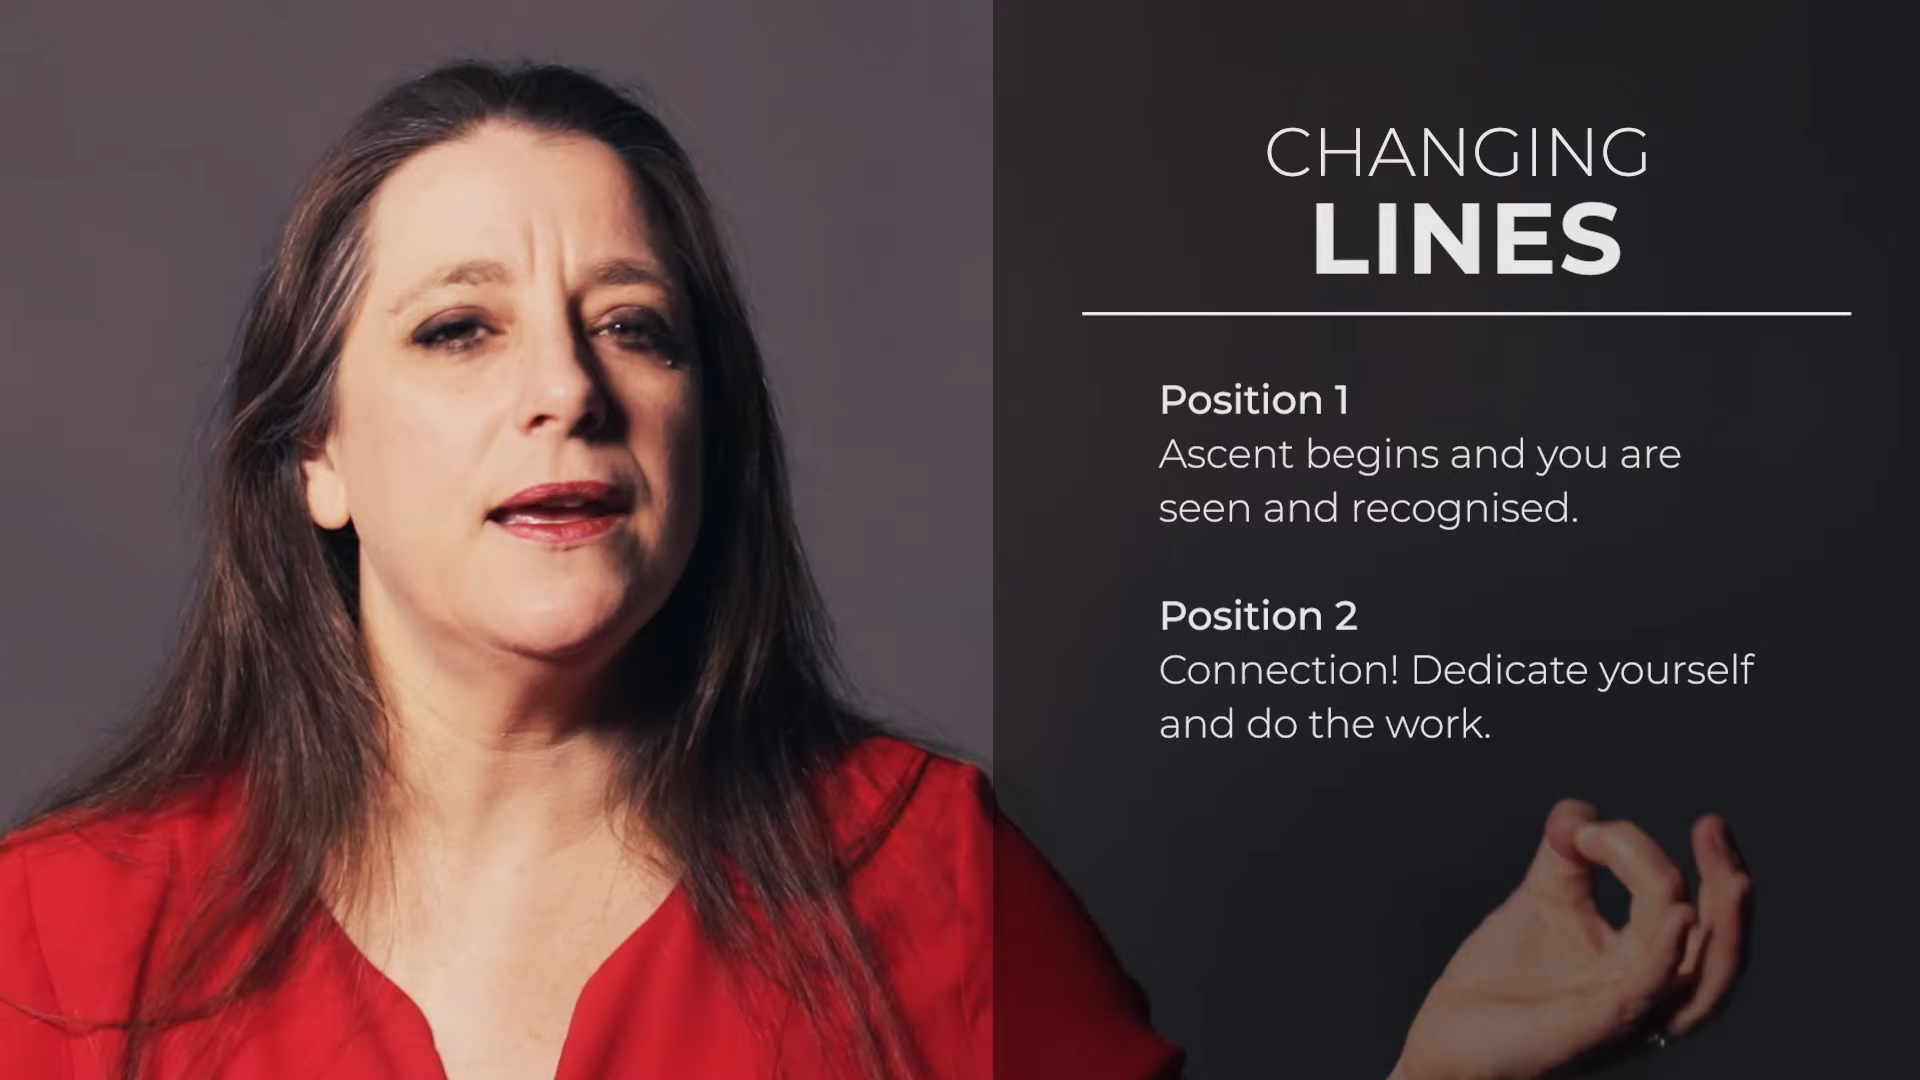 CHANGING
LINES
Position 1
Ascent begins and you are
seen and recognised.
Position 2
Connection! Dedicate yourself
and do the work.